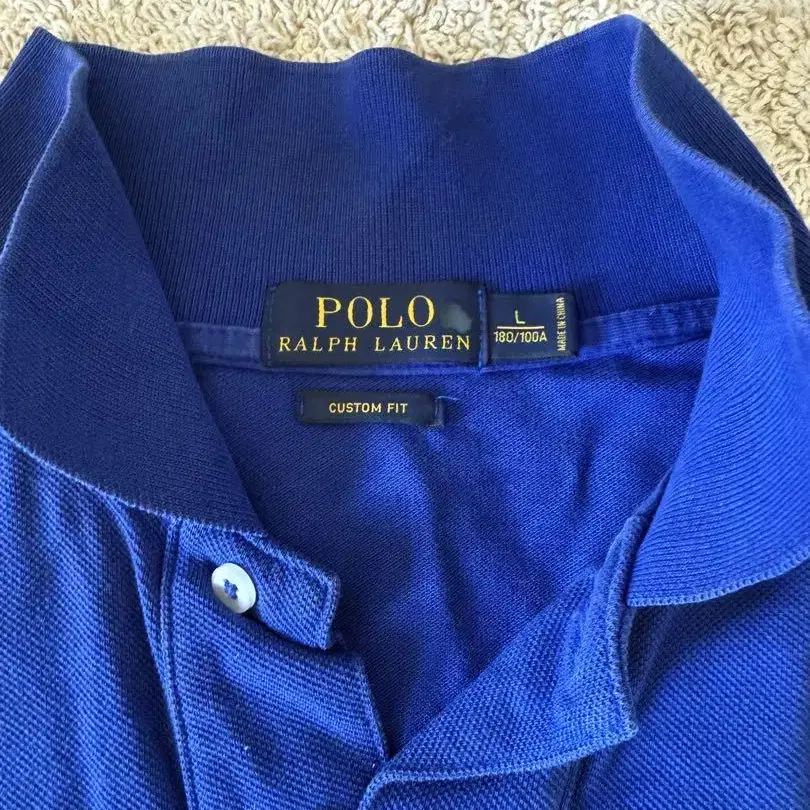 POLO
RALPH LAUREN
L
180/100A
MADE IN CHINA
CUSTOM FIT